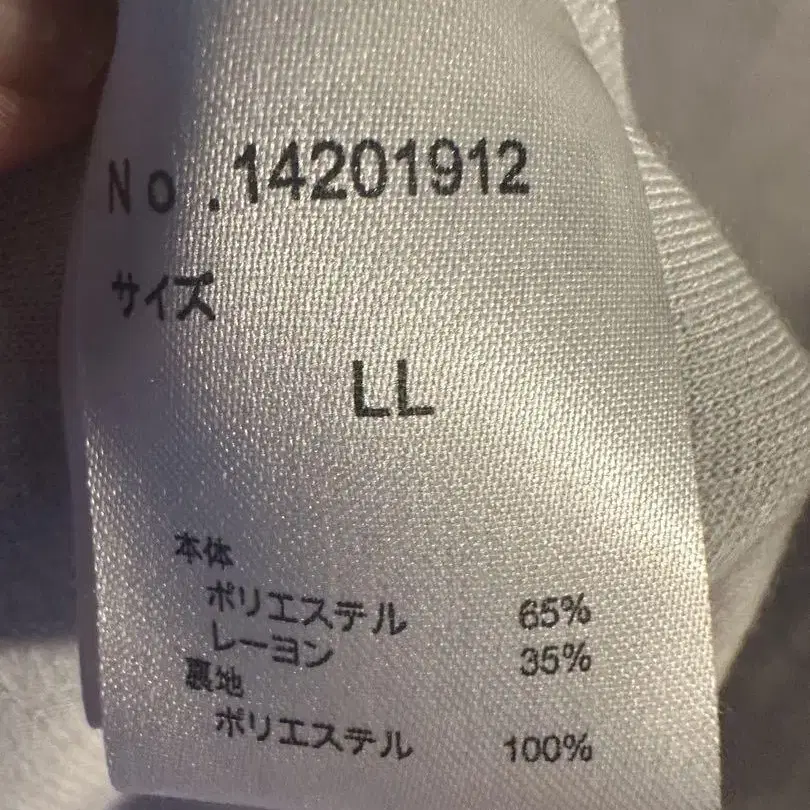 No.14201912
サイズ
LL
本体
ポリエステル 65%
レーヨン 35%
裏地
ポリエステル 100%